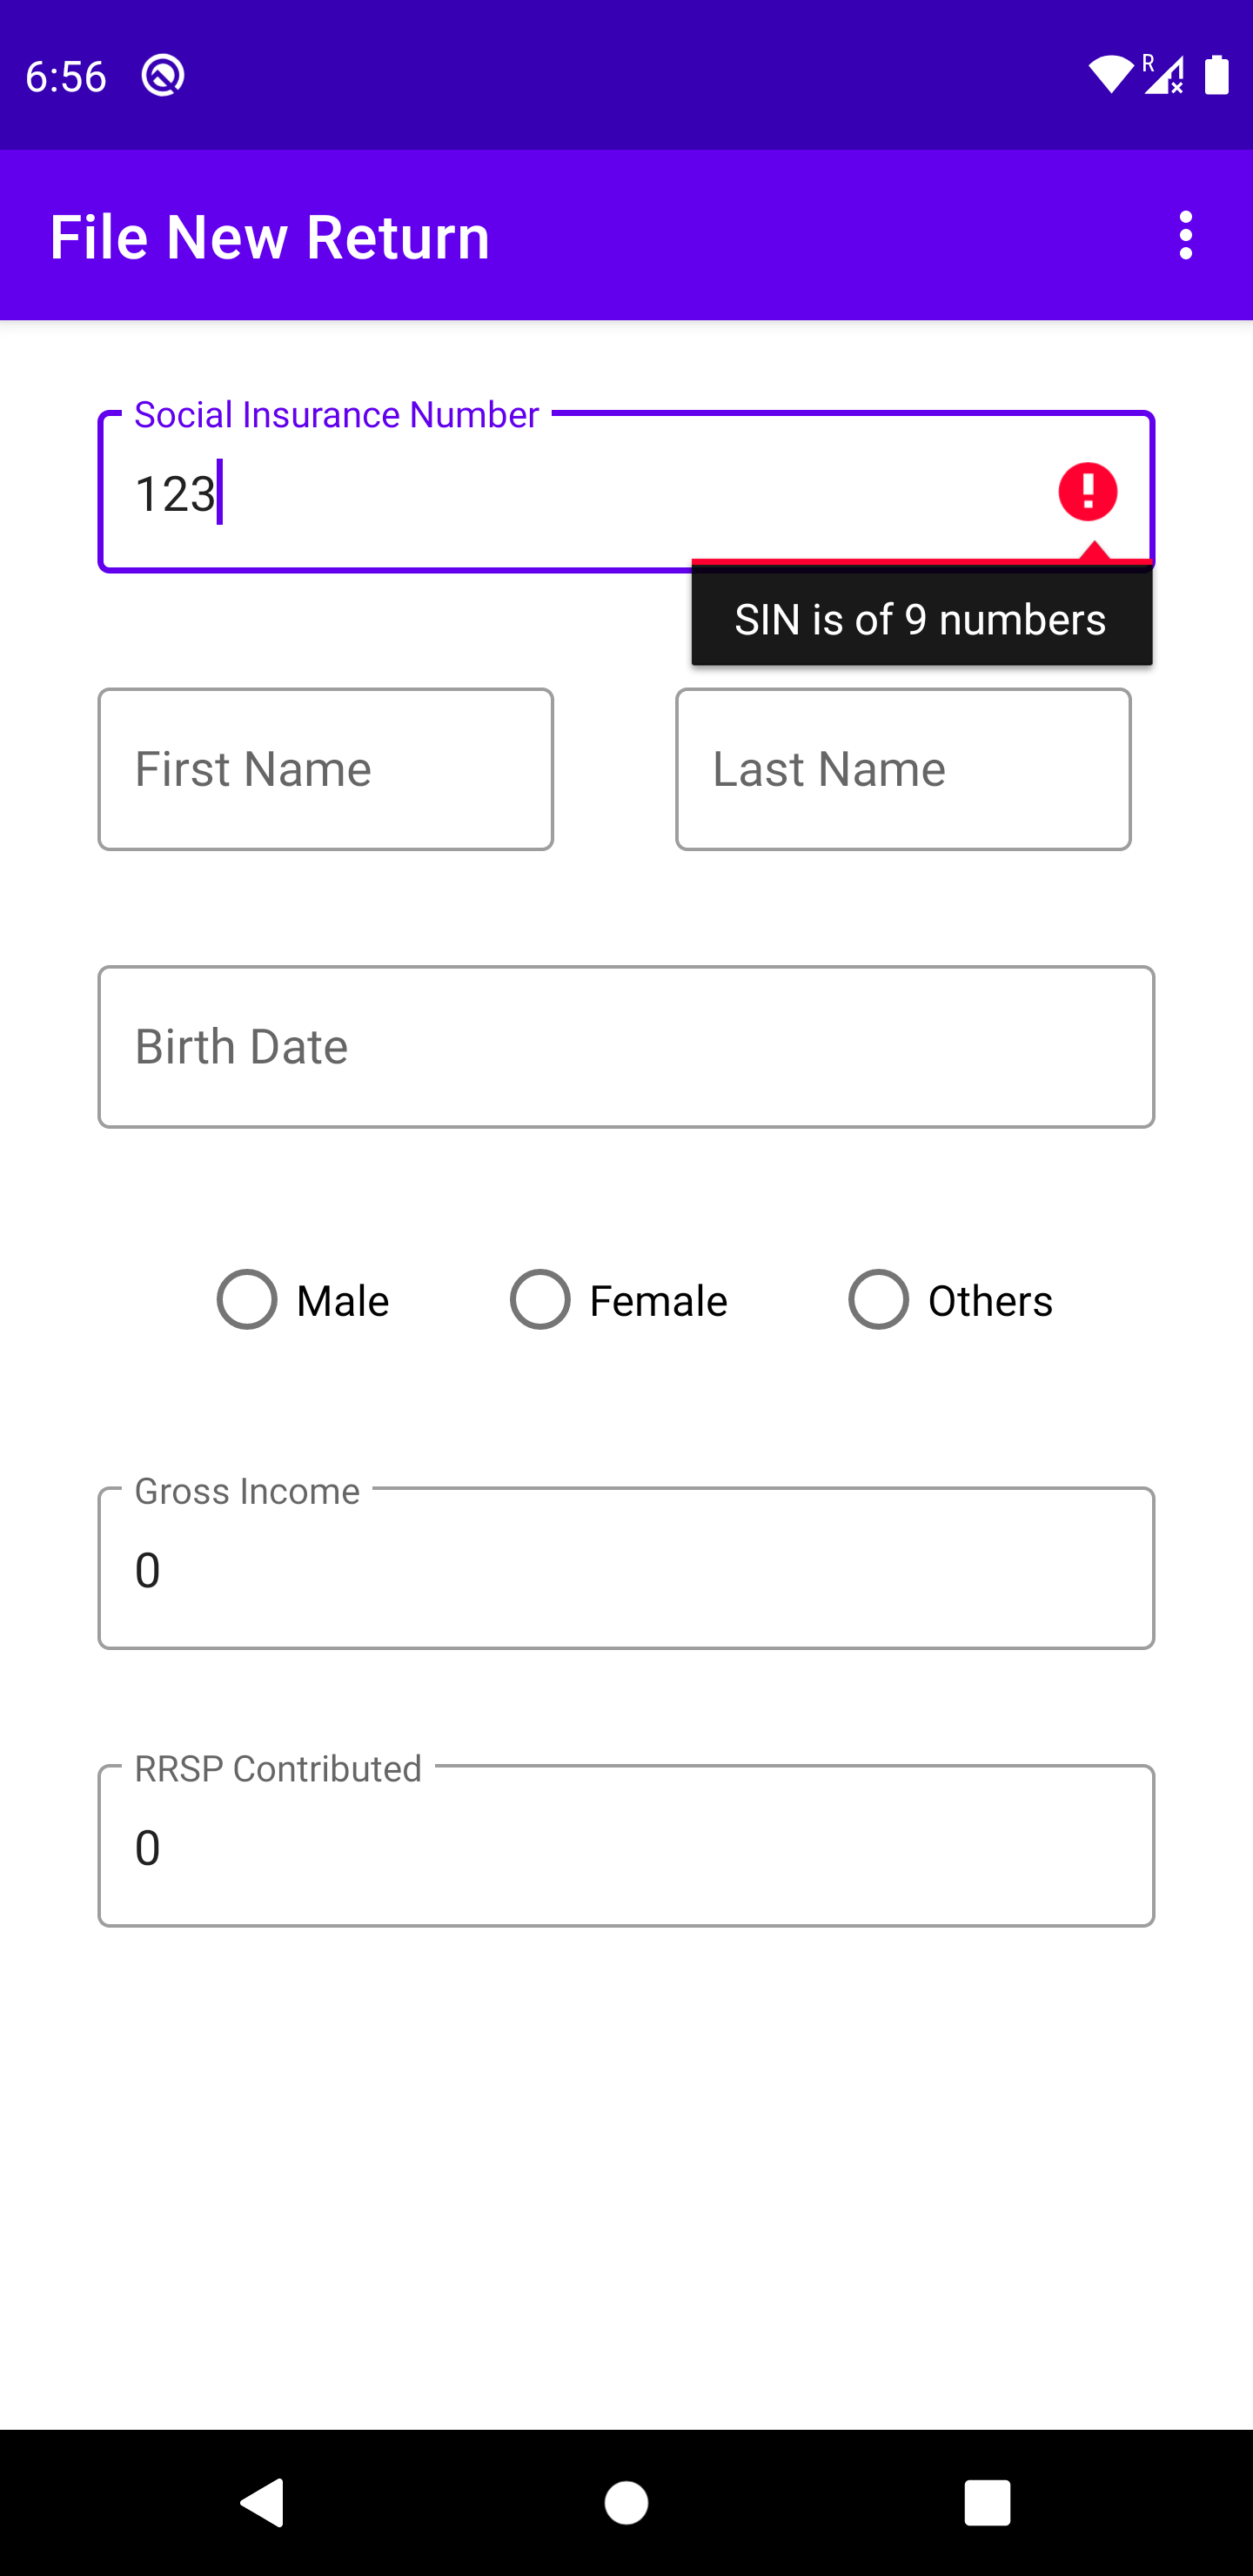 6:56
R
File New Return
Social Insurance Number
123
SIN is of 9 numbers
First Name Last Name
Birth Date
Male Female Others
Gross Income
0
RRSP Contributed
0